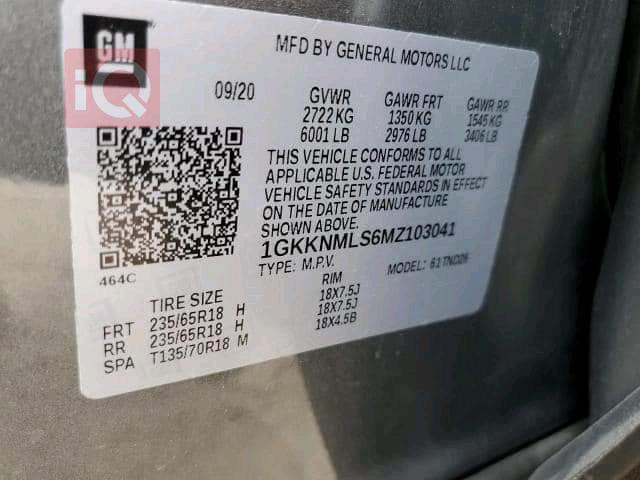 GM
iQ
MFD BY GENERAL MOTORS LLC
09/20 GVWR GAWR FRT GAWR RR
2722 KG 1350 KG 1545 KG
6001 LB 2976 LB 3406 LB
THIS VEHICLE CONFORMS TO ALL
APPLICABLE U.S. FEDERAL MOTOR
VEHICLE SAFETY STANDARDS IN EFFECT
ON THE DATE OF MANUFACTURE
SHOWN ABOVE.
1GKKNMLS6MZ103041
TYPE: M.P.V. MODEL: 61TND26
464C
TIRE SIZE RIM
FRT 235/65R18 H 18X7.5J
RR 235/65R18 H 18X7.5J
SPA T135/70R18 M 18X4.5B